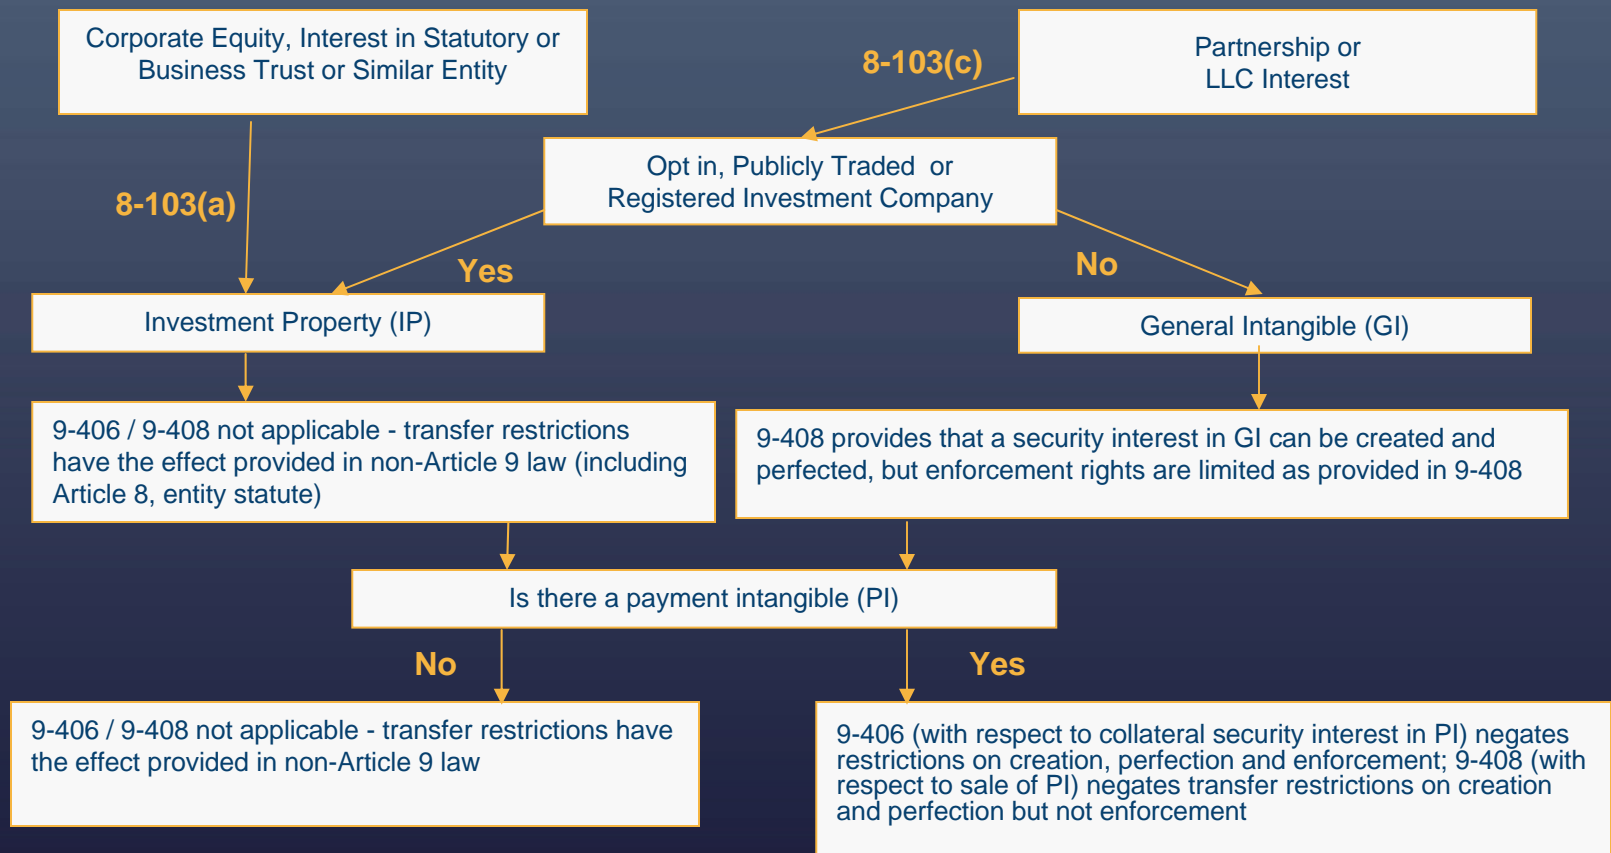 Corporate Equity, Interest in Statutory or
Business Trust or Similar Entity
8-103(c)
Partnership or
LLC Interest
Opt in, Publicly Traded or
Registered Investment Company
8-103(a)
Yes
No
Investment Property (IP)
General Intangible (GI)
9-406 / 9-408 not applicable - transfer restrictions
have the effect provided in non-Article 9 law (including
Article 8, entity statute)
9-408 provides that a security interest in GI can be created and
perfected, but enforcement rights are limited as provided in 9-408
Is there a payment intangible (PI)
No
Yes
9-406 / 9-408 not applicable - transfer restrictions have
the effect provided in non-Article 9 law
9-406 (with respect to collateral security interest in PI) negates
restrictions on creation, perfection and enforcement; 9-408 (with
respect to sale of PI) negates transfer restrictions on creation
and perfection but not enforcement